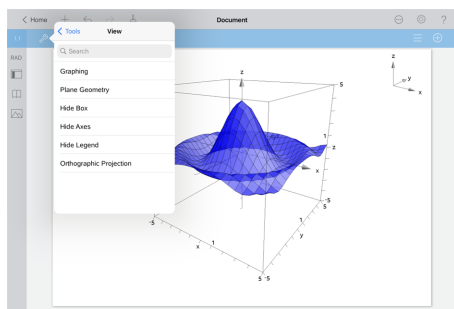 Home
Document
?
Tools
View
Search
RAD
Graphing
Plane Geometry
Hide Box
Hide Axes
Hide Legend
Orthographic Projection
z
y
x
z
5
1
z
x
-5
5
1
y
-5
1
x
5
-5